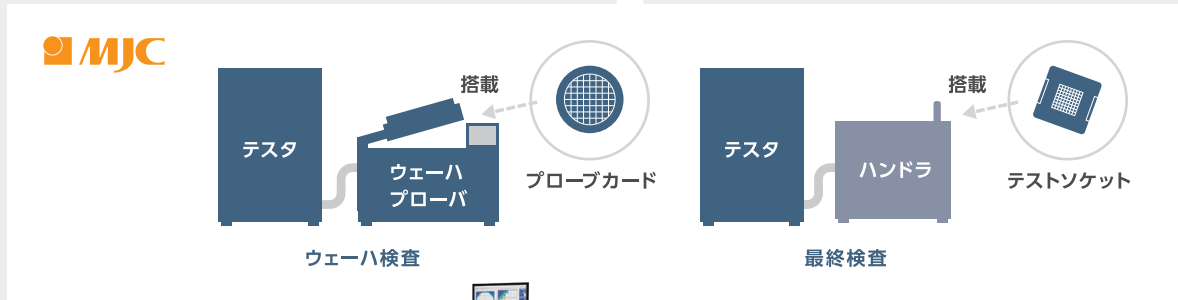 MJC
テスタ
搭載
ウェーハ
プローバ
プローブカード
ウェーハ検査
テスタ
搭載
ハンドラ
テストソケット
最終検査